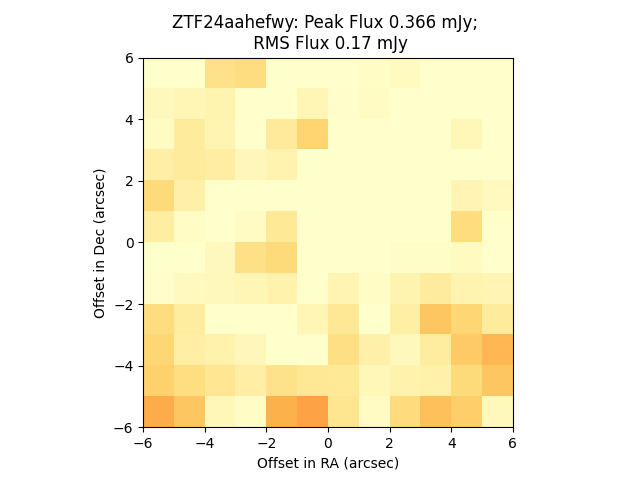 ZTF24aahefwy: Peak Flux 0.366 mJy;
RMS Flux 0.17 mJy
6
4
2
0
−2
−4
−6
Offset in Dec (arcsec)
−6 −4 −2 0 2 4 6
Offset in RA (arcsec)